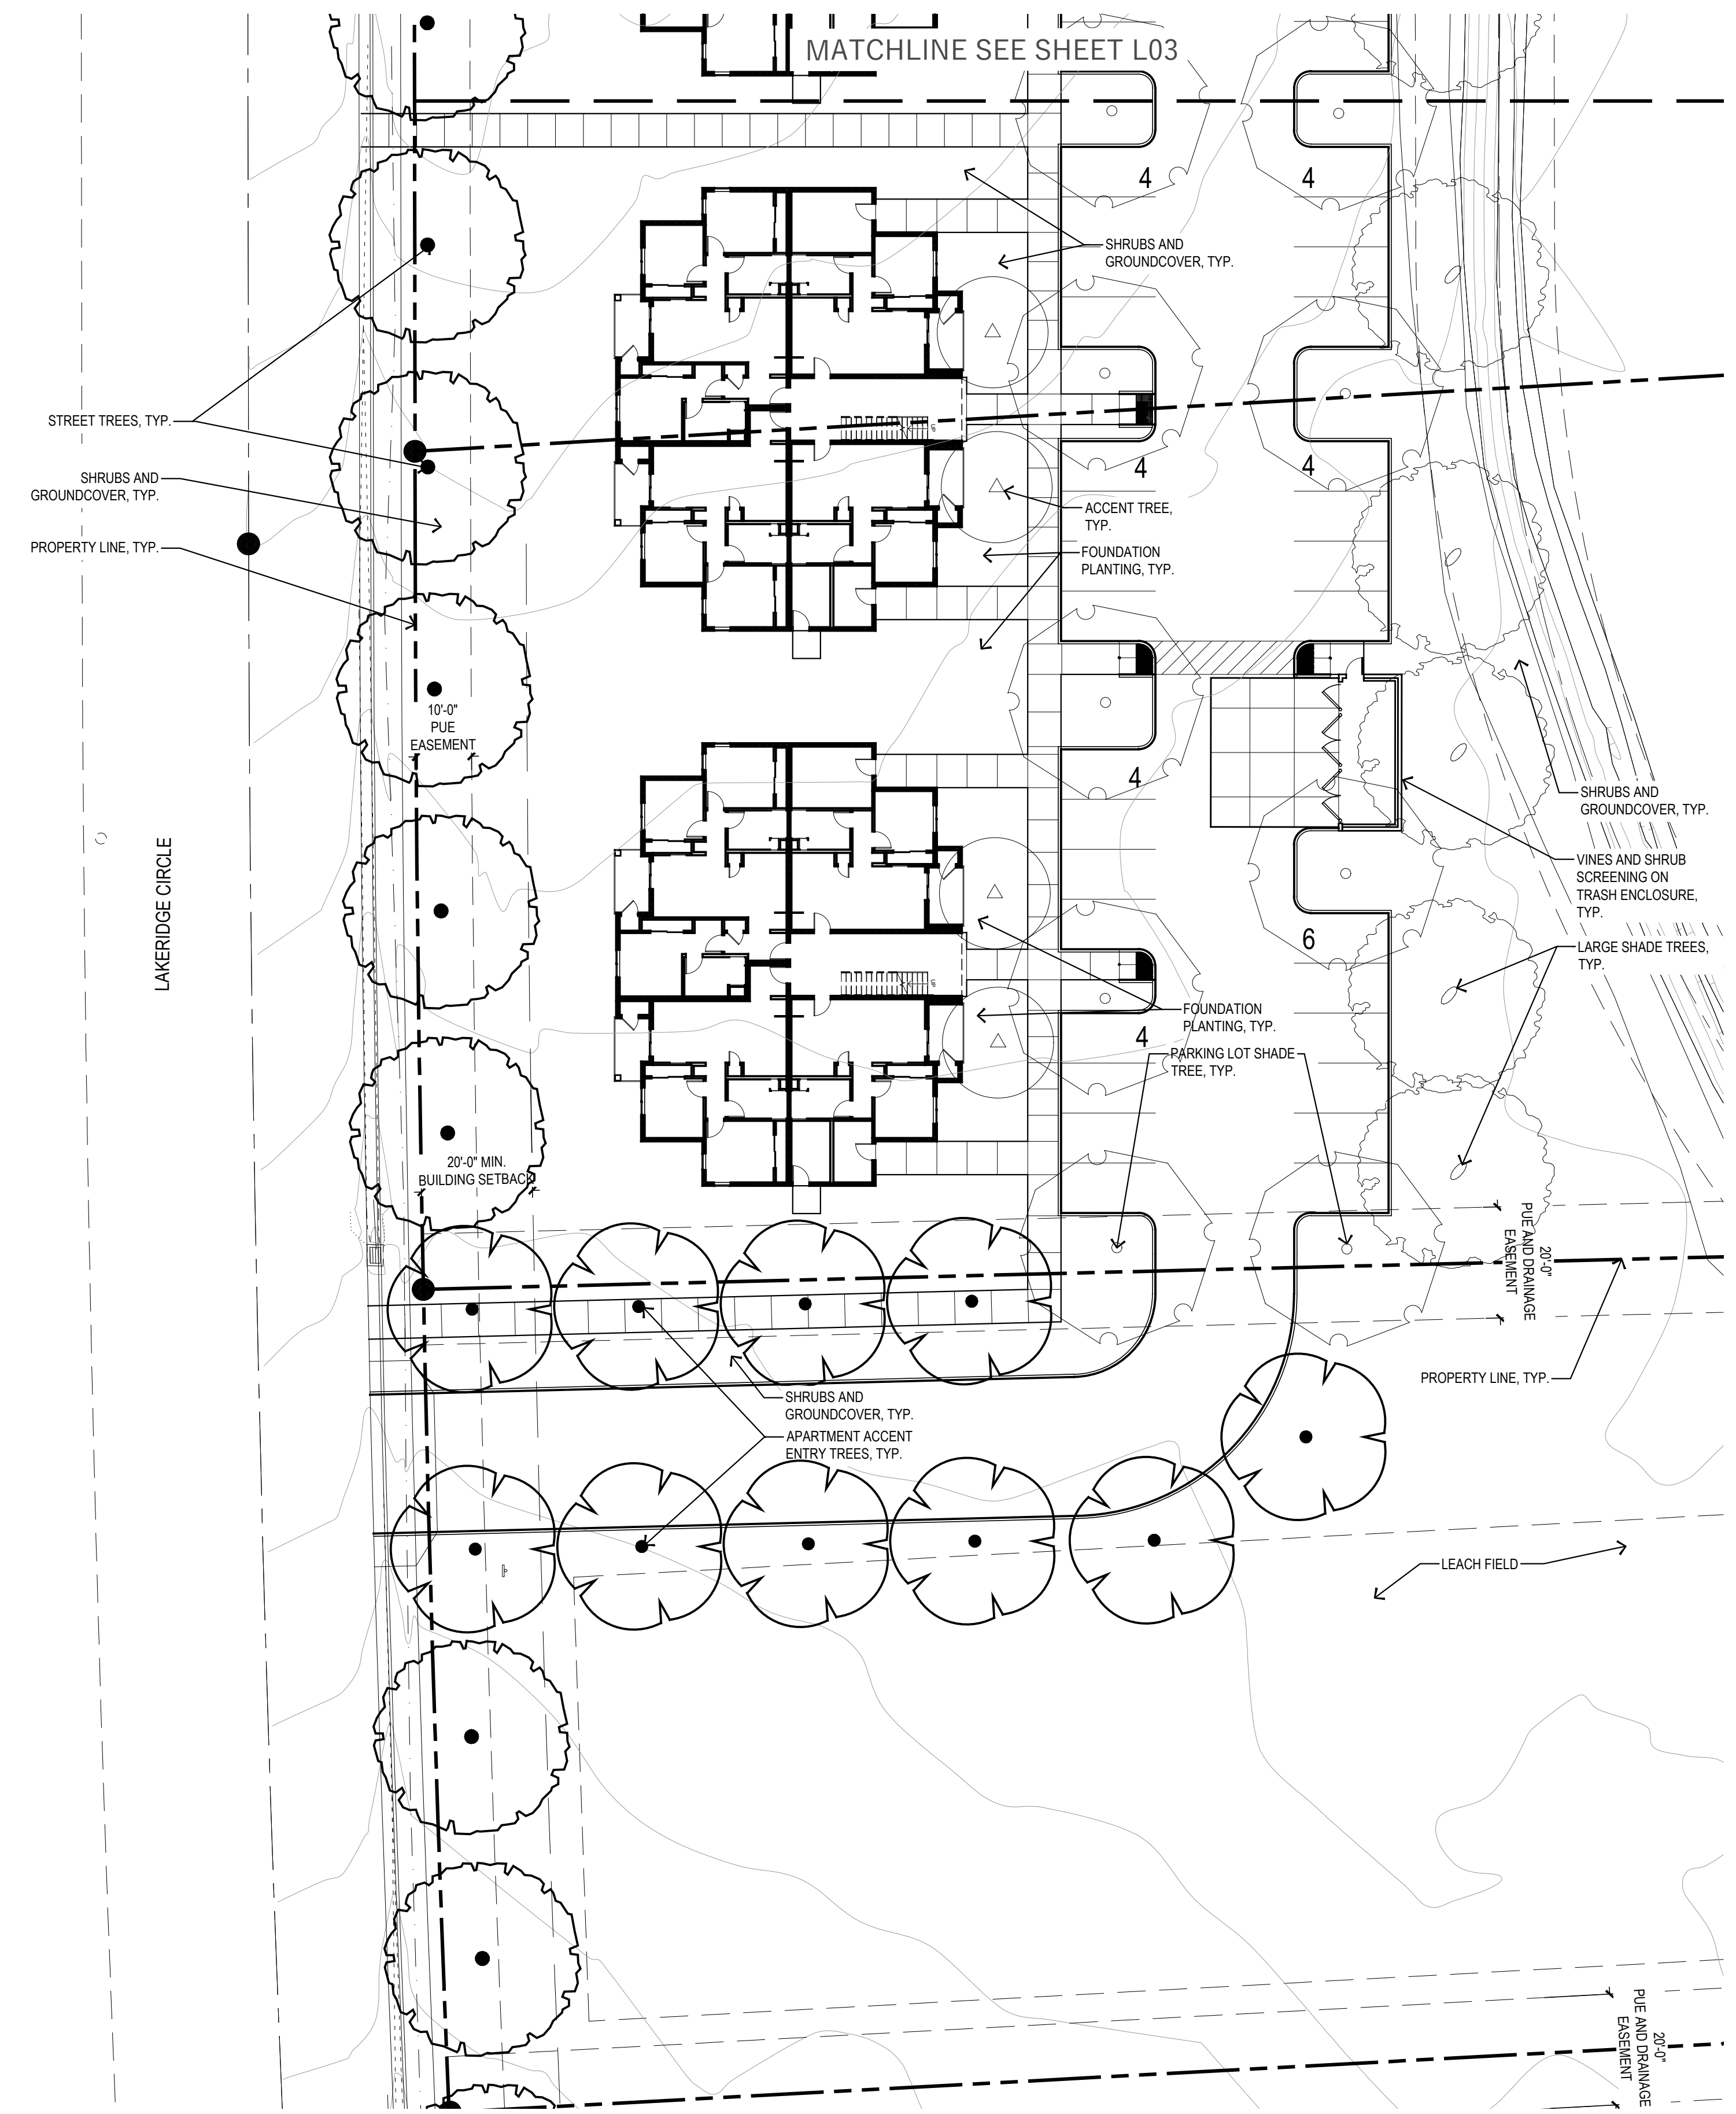 MATCHLINE SEE SHEET L03
4
4
SHRUBS AND
GROUNDCOVER, TYP.
STREET TREES, TYP.
SHRUBS AND
GROUNDCOVER, TYP.
PROPERTY LINE, TYP.
UP
4
4
ACCENT TREE,
TYP.
FOUNDATION
PLANTING, TYP.
10'-0"
PUE
EASEMENT
4
SHRUBS AND
GROUNDCOVER, TYP.
LAKERIDGE CIRCLE
VINES AND SHRUB
SCREENING ON
TRASH ENCLOSURE,
TYP.
6
LARGE SHADE TREES,
TYP.
UP
FOUNDATION
PLANTING, TYP.
4
PARKING LOT SHADE
TREE, TYP.
20'-0" MIN.
BUILDING SETBACK
20'-0"
PUE AND DRAINAGE
EASEMENT
PROPERTY LINE, TYP.
SHRUBS AND
GROUNDCOVER, TYP.
APARTMENT ACCENT
ENTRY TREES, TYP.
LEACH FIELD
20'-0"
PUE AND DRAINAGE
EASEMENT